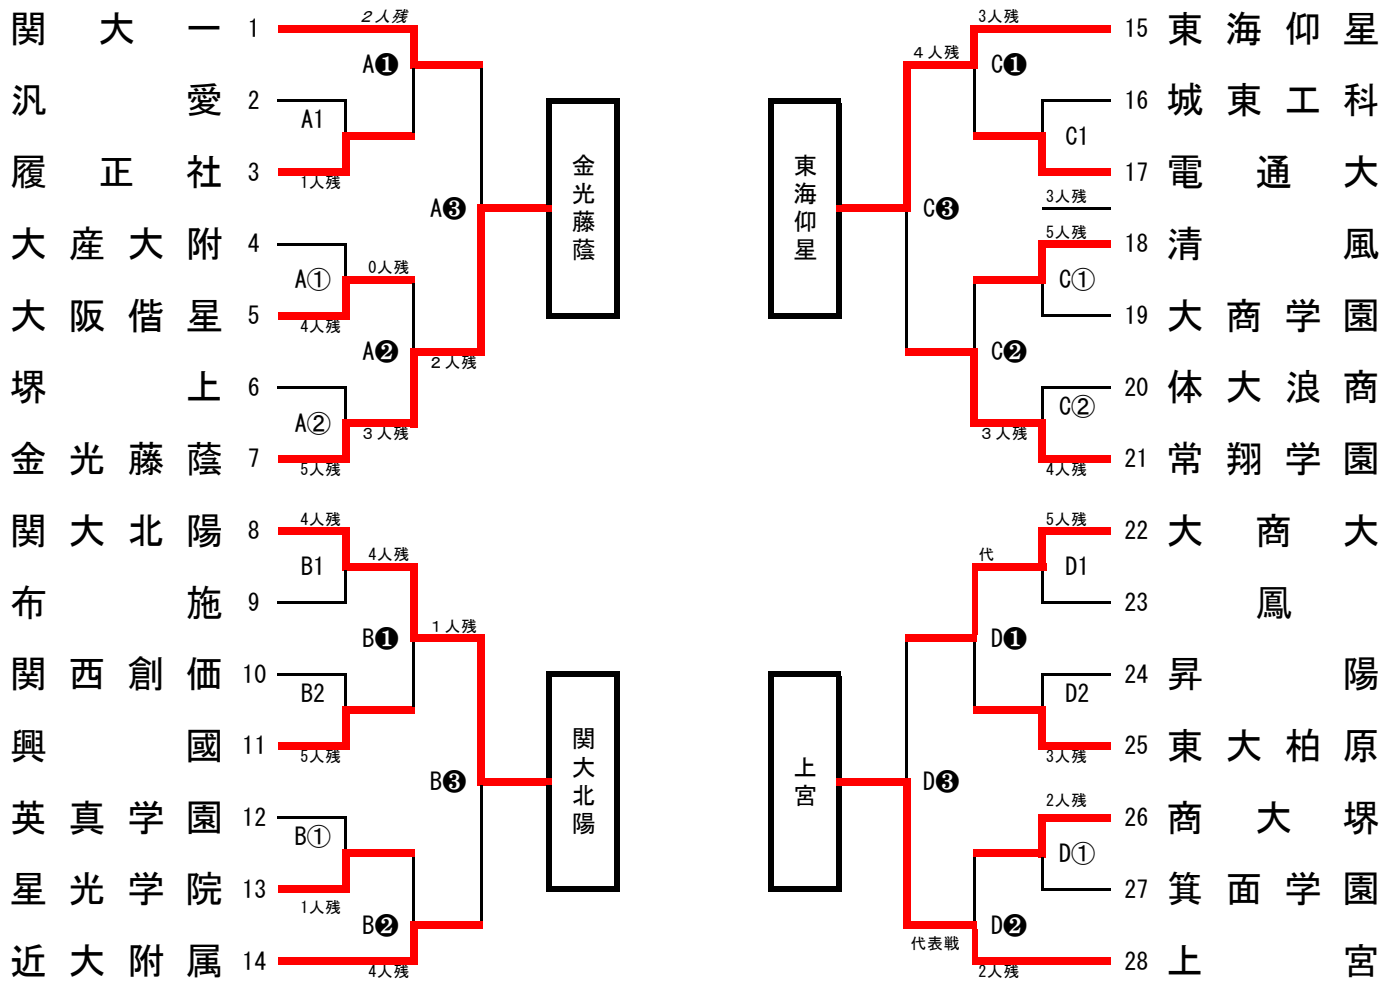 関大一 1 2人残
A❶
汎愛 2
A1
履正社 3 1人残
A❸
大産大附 4
A① 0人残
大阪偕星 5 4人残
A❷ 2人残
堺上 6
A② 3人残
金光藤蔭 7 5人残
金光藤蔭
関大北陽 8 4人残
B1 4人残
布施 9
B❶ 1人残
関西創価 10
B2
興國 11 5人残
B❸
英真学園 12
B①
星光学院 13 1人残
B❷
近大附属 14 4人残
関大北陽
3人残 15 東海仰星
4人残 C❶
16 城東工科
C1
17 電通大
3人残
C❸
5人残 18 清風
C①
19 大商学園
C❷
20 体大浪商
C②
3人残
4人残 21 常翔学園
東海仰星
5人残 22 大商大
代 D1
23 鳳
D❶
24 昇陽
D2
3人残 25 東大柏原
D❸
2人残 26 商大堺
D①
27 箕面学園
代表戦 D❷
2人残 28 上宮
上宮